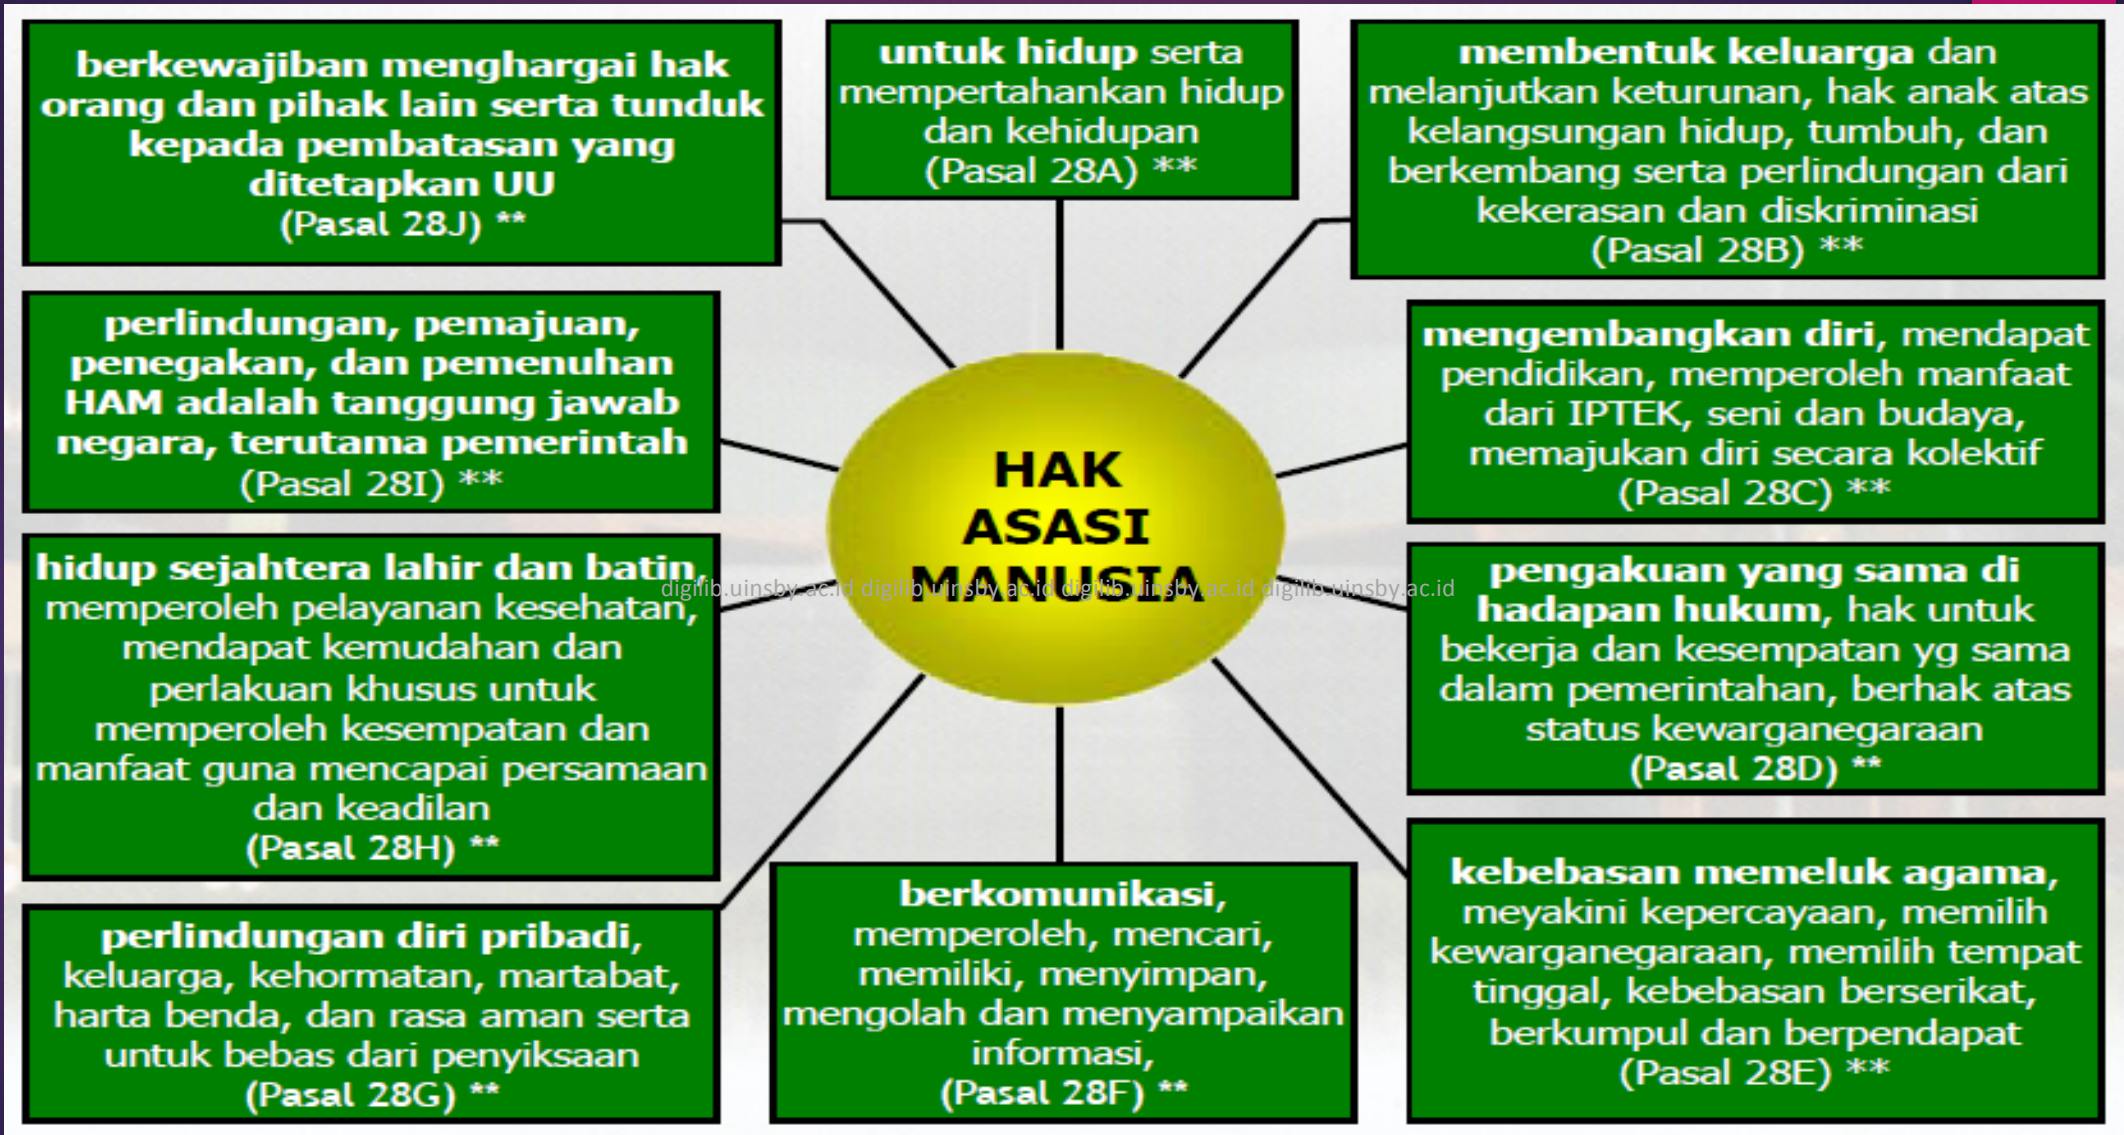 berkewajiban menghargai hak
orang dan pihak lain serta tunduk
kepada pembatasan yang
ditetapkan UU
(Pasal 28J) **
untuk hidup serta
mempertahankan hidup
dan kehidupan
(Pasal 28A) **
membentuk keluarga dan
melanjutkan keturunan, hak anak atas
kelangsungan hidup, tumbuh, dan
berkembang serta perlindungan dari
kekerasan dan diskriminasi
(Pasal 28B) **
perlindungan, pemajuan,
penegakan, dan pemenuhan
HAM adalah tanggung jawab
negara, terutama pemerintah
(Pasal 28I) **
HAK
ASASI
MANUSIA
mengembangkan diri, mendapat
pendidikan, memperoleh manfaat
dari IPTEK, seni dan budaya,
memajukan diri secara kolektif
(Pasal 28C) **
hidup sejahtera lahir dan batin,
memperoleh pelayanan kesehatan,
mendapat kemudahan dan
perlakuan khusus untuk
memperoleh kesempatan dan
manfaat guna mencapai persamaan
dan keadilan
(Pasal 28H) **
digilib.uinsby.ac.id digilib.uinsby.ac.id digilib.uinsby.ac.id digilib.uinsby.ac.id
pengakuan yang sama di
hadapan hukum, hak untuk
bekerja dan kesempatan yg sama
dalam pemerintahan, berhak atas
status kewarganegaraan
(Pasal 28D) **
perlindungan diri pribadi,
keluarga, kehormatan, martabat,
harta benda, dan rasa aman serta
untuk bebas dari penyiksaan
(Pasal 28G) **
berkomunikasi,
memperoleh, mencari,
memiliki, menyimpan,
mengolah dan menyampaikan
informasi,
(Pasal 28F) **
kebebasan memeluk agama,
meyakini kepercayaan, memilih
kewarganegaraan, memilih tempat
tinggal, kebebasan berserikat,
berkumpul dan berpendapat
(Pasal 28E) **